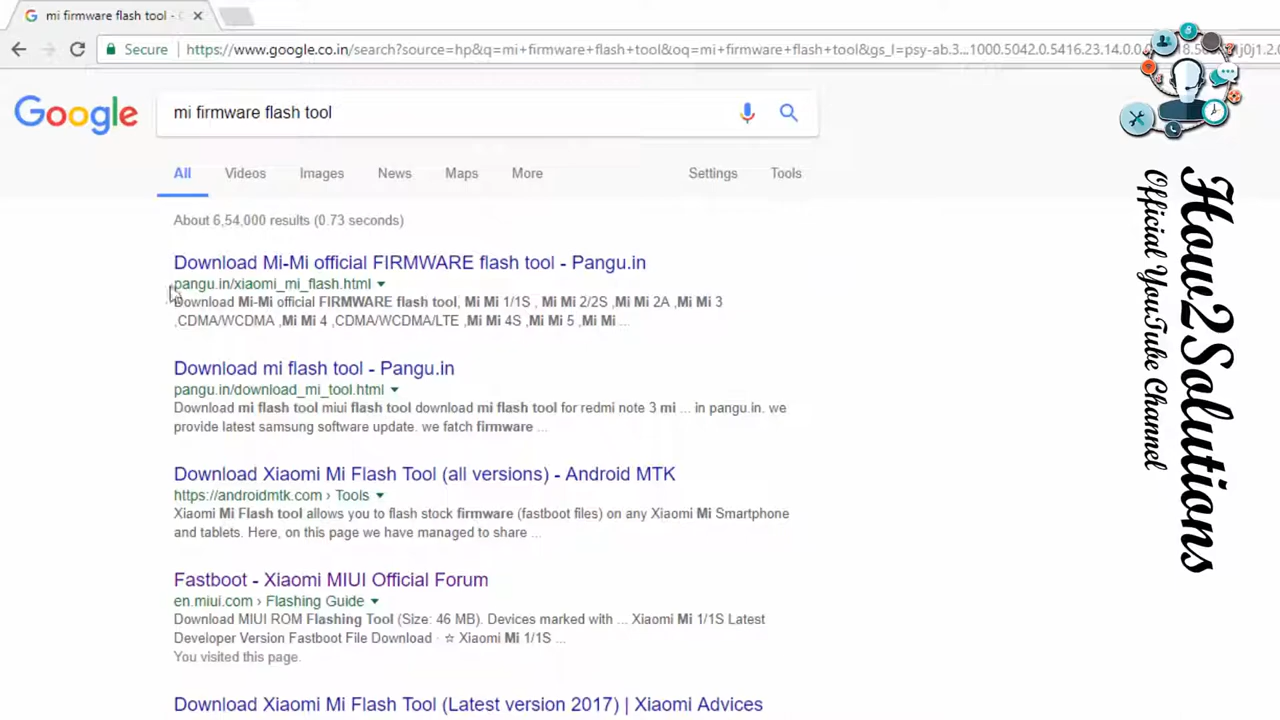 mi firmware flash tool -
Secure
https://www.google.co.in/search?source=hp&q=mi+firmware+flash+tool&oq=mi+firmware+flash+tool&gs_l=psy-ab.3...1000.5042.0.5416.23.14.0.0.
Google
mi firmware flash tool
All Videos Images News Maps More Settings Tools
About 6,54,000 results (0.73 seconds)
Download Mi-Mi official FIRMWARE flash tool - Pangu.in
pangu.in/xiaomi_mi_flash.html
Download Mi-Mi official FIRMWARE flash tool, Mi Mi 1/1S , Mi Mi 2/2S ,Mi Mi 2A ,Mi Mi 3
,CDMA/WCDMA ,Mi Mi 4 ,CDMA/WCDMA/LTE ,Mi Mi 4S ,Mi Mi 5 ,Mi Mi ...
Download mi flash tool - Pangu.in
pangu.in/download_mi_tool.html
Download mi flash tool miui flash tool download mi flash tool for redmi note 3 mi ... in pangu.in. we
provide latest samsung software update. we fatch firmware ...
Download Xiaomi Mi Flash Tool (all versions) - Android MTK
https://androidmtk.com › Tools
Xiaomi Mi Flash tool allows you to flash stock firmware (fastboot files) on any Xiaomi Mi Smartphone
and tablets. Here, on this page we have managed to share ...
Fastboot - Xiaomi MIUI Official Forum
en.miui.com › Flashing Guide
Download MIUI ROM Flashing Tool (Size: 46 MB). Devices marked with ... Xiaomi Mi 1/1S Latest
Developer Version Fastboot File Download · ☆ Xiaomi Mi 1/1S ...
You visited this page.
Download Xiaomi Mi Flash Tool (Latest version 2017) | Xiaomi Advices
How2Solutions
Official YouTube Channel